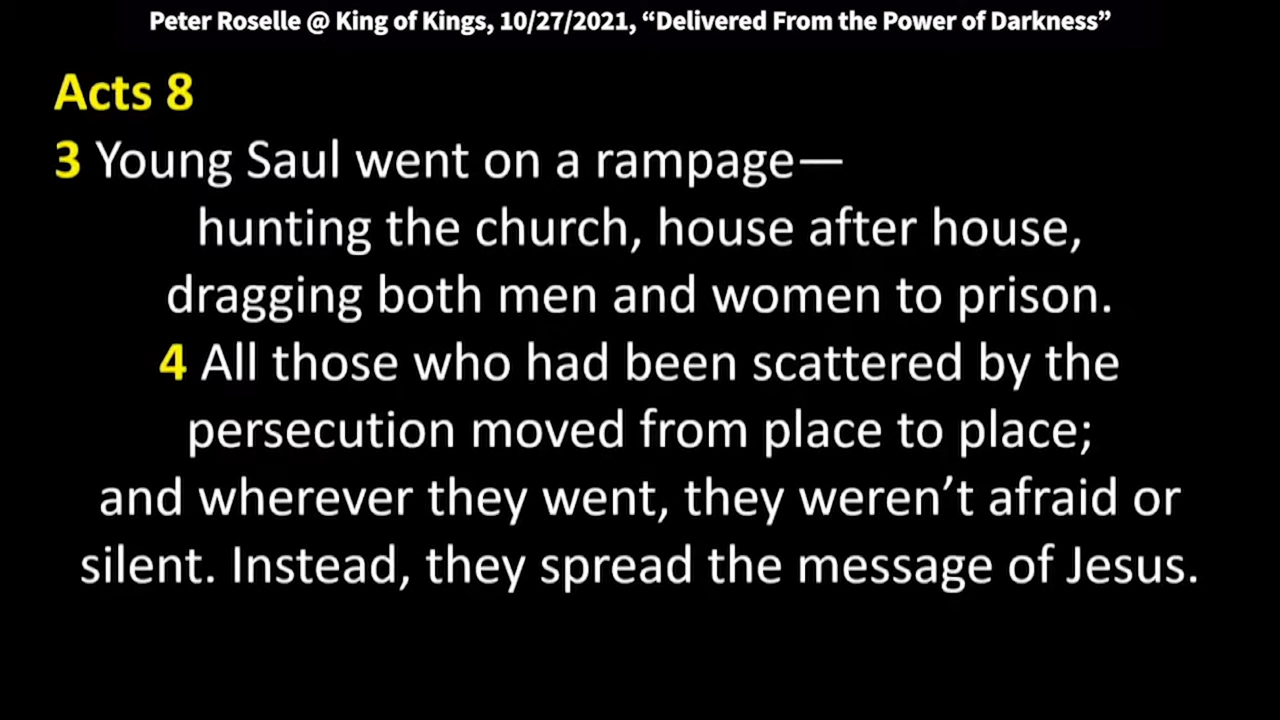 Peter Roselle @ King of Kings, 10/27/2021, “Delivered From the Power of Darkness”
Acts 8
3 Young Saul went on a rampage—
hunting the church, house after house,
dragging both men and women to prison.
4 All those who had been scattered by the
persecution moved from place to place;
and wherever they went, they weren’t afraid or
silent. Instead, they spread the message of Jesus.